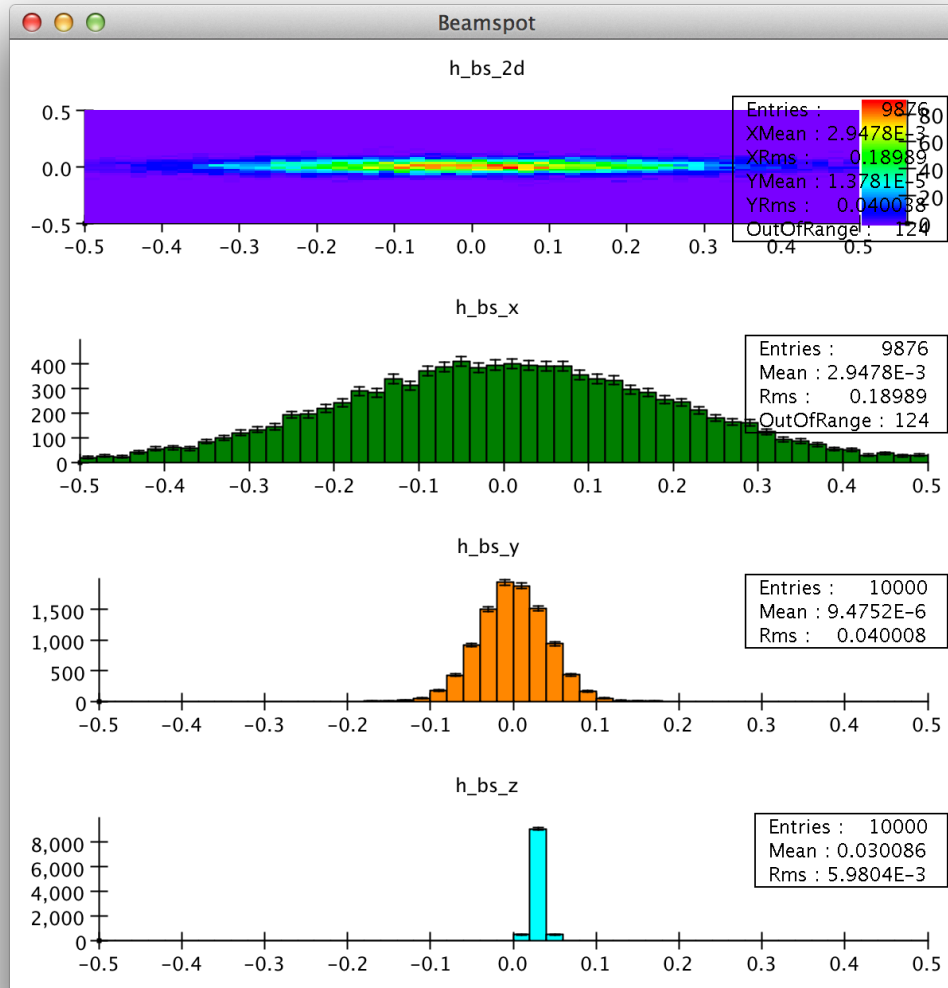 Beamspot
h_bs_2d
0.5
0.0
−0.5
−0.5 −0.4 −0.3 −0.2 −0.1 0.0 0.1 0.2 0.3 0.4 0.5
Entries : 9876
XMean : 2.9478E−3
XRms : 0.18989
YMean : 1.3781E−5
YRms : 0.040038
OutOfRange : 124
80
60
40
20
0
h_bs_x
400
300
200
100
0
−0.5 −0.4 −0.3 −0.2 −0.1 0.0 0.1 0.2 0.3 0.4 0.5
Entries : 9876
Mean : 2.9478E−3
Rms : 0.18989
OutOfRange : 124
h_bs_y
1,500
1,000
500
0
−0.5 −0.4 −0.3 −0.2 −0.1 0.0 0.1 0.2 0.3 0.4 0.5
Entries : 10000
Mean : 9.4752E−6
Rms : 0.040008
h_bs_z
8,000
6,000
4,000
2,000
0
−0.5 −0.4 −0.3 −0.2 −0.1 0.0 0.1 0.2 0.3 0.4 0.5
Entries : 10000
Mean : 0.030086
Rms : 5.9804E−3